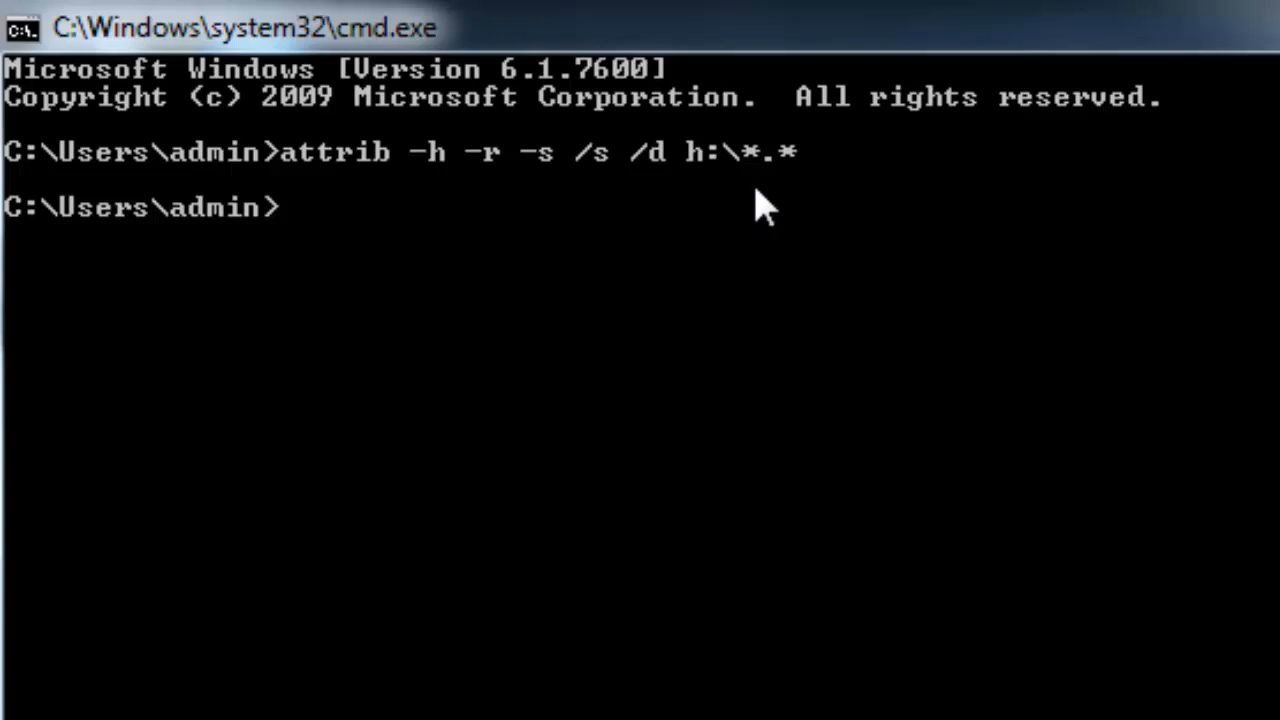 C:\Windows\system32\cmd.exe
Microsoft Windows [Version 6.1.7600]
Copyright (c) 2009 Microsoft Corporation.  All rights reserved.
C:\Users\admin>attrib -h -r -s /s /d h:\*.*
C:\Users\admin>